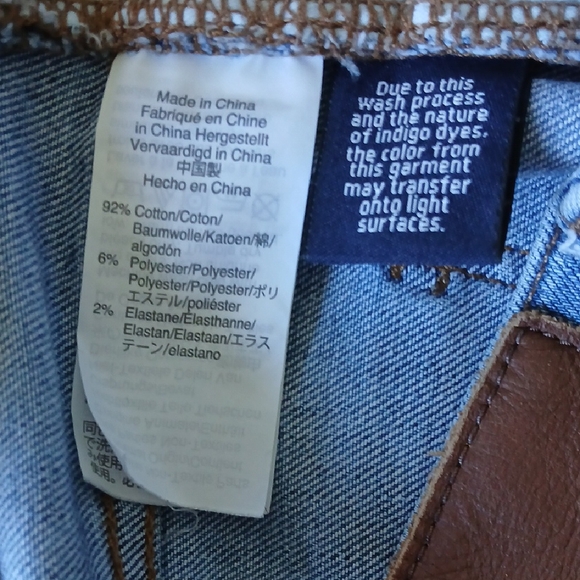 Made in China
Fabriqué en Chine
in China Hergestellt
Vervaardigd in China
中国製
Hecho en China
92% Cotton/Coton/
Baumwolle/Katoen/綿/
algodón
6% Polyester/Polyester/
Polyester/Polyester/ポリ
エステル/poliéster
2% Elastane/Elasthanne/
Elastan/Elastaan/エラス
テーン/elastano
Due to this
wash process
and the nature
of indigo dyes.
the color from
this garment
may transfer
onto light
surfaces.